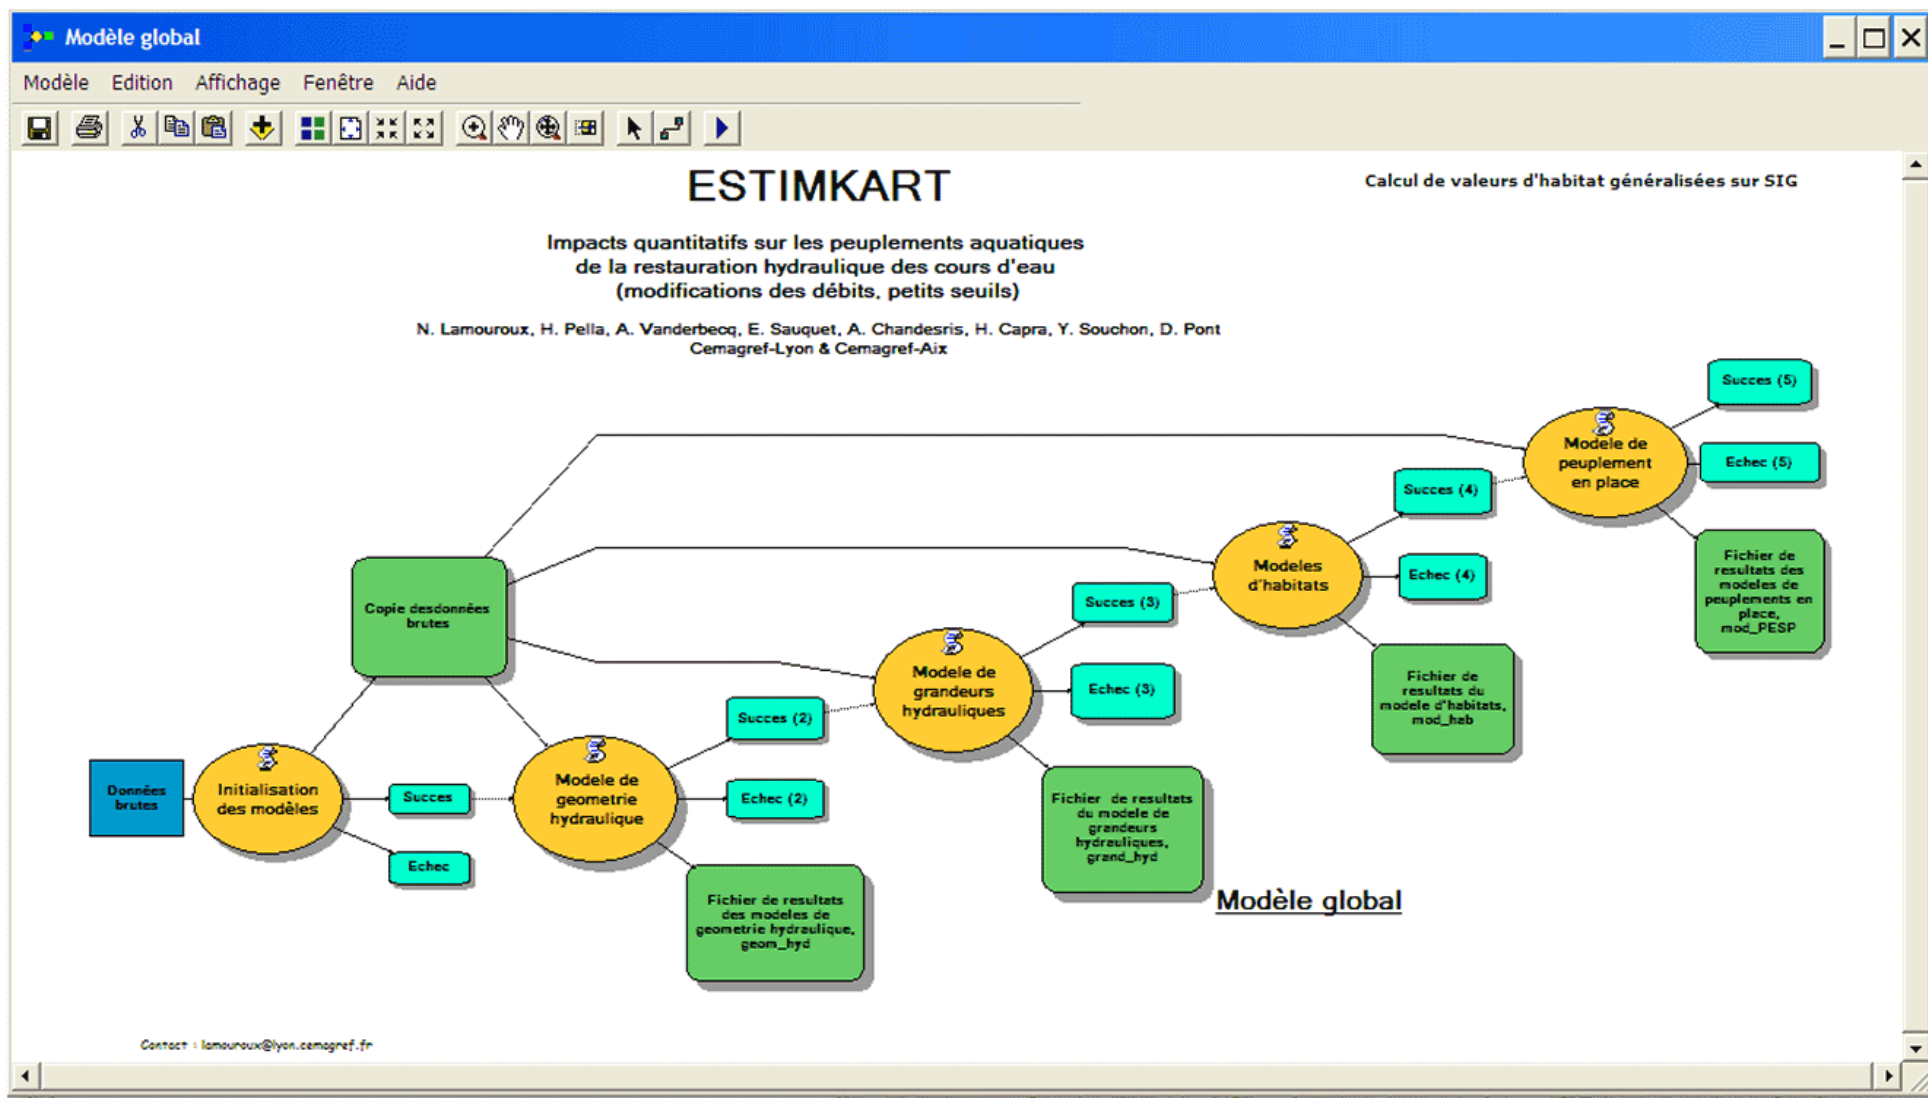 Modèle global
Modèle Edition Affichage Fenêtre Aide
ESTIMKART
Calcul de valeurs d'habitat généralisées sur SIG
Impacts quantitatifs sur les peuplements aquatiques
de la restauration hydraulique des cours d'eau
(modifications des débits, petits seuils)
N. Lamouroux, H. Pella, A. Vanderbecq, E. Sauquet, A. Chandesris, H. Capra, Y. Souchon, D. Pont
Cemagref-Lyon & Cemagref-Aix
Succes (5)
Modele de
peuplement
en place
Echec (5)
Fichier de
resultats des
modeles de
peuplements en
place,
mod_PESP
Succes (4)
Modeles
d'habitats
Echec (4)
Fichier de
resultats du
modele d'habitats,
mod_hab
Copie desdonnées
brutes
Succes (3)
Modele de
grandeurs
hydrauliques
Echec (3)
Fichier de resultats
du modele de
grandeurs
hydrauliques,
grand_hyd
Succes (2)
Modele de
geometrie
hydraulique
Echec (2)
Fichier de resultats
des modeles de
geometrie hydraulique,
geom_hyd
Données
brutes
Initialisation
des modèles
Succes
Echec
Modèle global
Contact : lamouroux@lyon.cemagref.fr